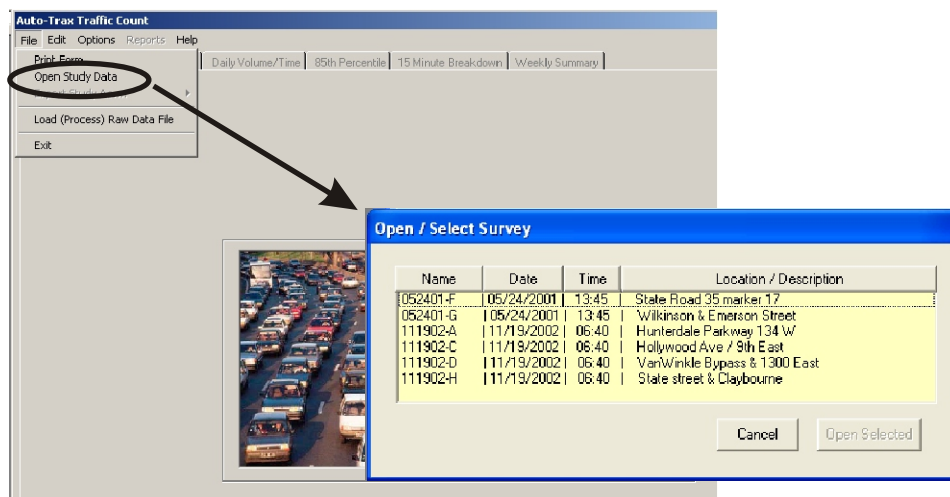 Auto-Trax Traffic Count
File Edit Options Reports Help
Print Form
Open Study Data
Load (Process) Raw Data File
Exit
Daily Volume/Time 85th Percentile 15 Minute Breakdown Weekly Summary
Open / Select Survey
Name Date Time Location / Description
052401-F | 05/24/2001 | 13:45 | State Road 35 marker 17
052401-G | 05/24/2001 | 13:45 | Wilkinson & Emerson Street
111902-A | 11/19/2002 | 06:40 | Hunterdale Parkway 134 W
111902-C | 11/19/2002 | 06:40 | Hollywood Ave / 9th East
111902-D | 11/19/2002 | 06:40 | VanWinkle Bypass & 1300 East
111902-H | 11/19/2002 | 06:40 | State street & Claybourne
Cancel Open Selected